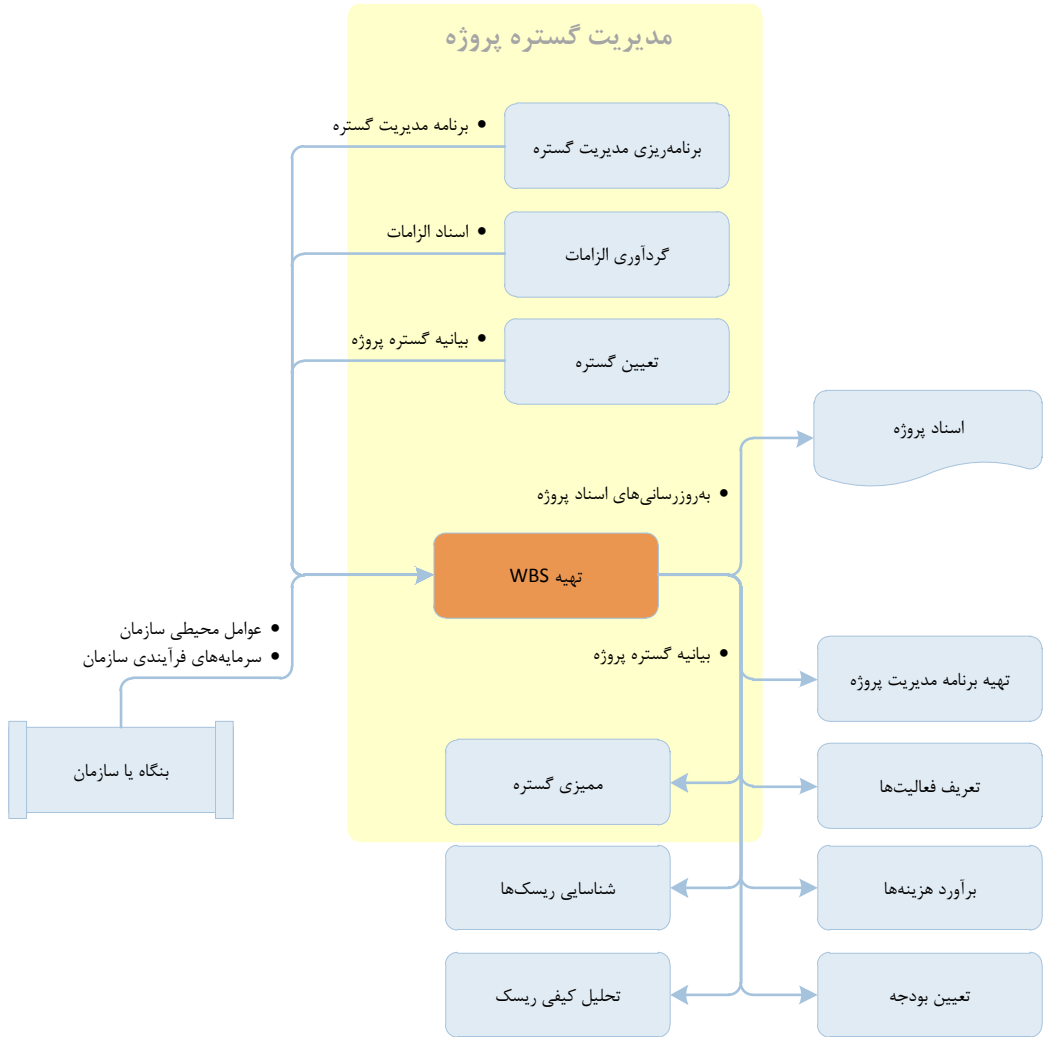 مدیریت گستره پروژه
● برنامه مدیریت گستره
برنامه‌ریزی مدیریت گستره
● اسناد الزامات
گردآوری الزامات
● بیانیه گستره پروژه
تعیین گستره
اسناد پروژه
● به‌روزرسانی‌های اسناد پروژه
تهیه WBS
● عوامل محیطی سازمان
● سرمایه‌های فرآیندی سازمان
● بیانیه گستره پروژه
تهیه برنامه مدیریت پروژه
بنگاه یا سازمان
ممیزی گستره
تعریف فعالیت‌ها
شناسایی ریسک‌ها
برآورد هزینه‌ها
تحلیل کیفی ریسک
تعیین بودجه